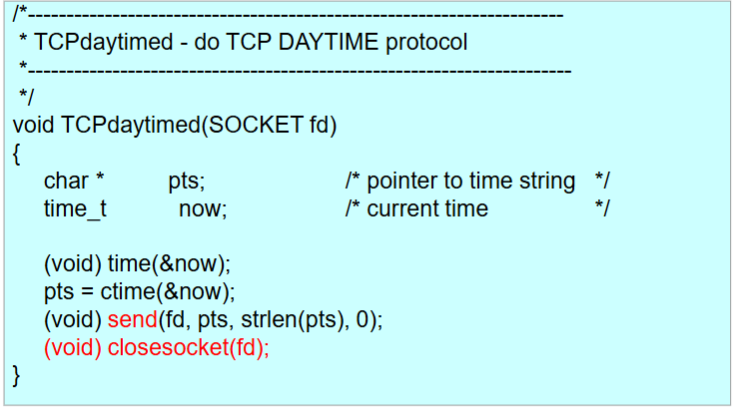 /*------------------------------------------------------------------------
 * TCPdaytimed - do TCP DAYTIME protocol
 *------------------------------------------------------------------------
 */
void TCPdaytimed(SOCKET fd)
{
    char *        pts;        /* pointer to time string   */
    time_t        now;        /* current time        */

    (void) time(&now);
    pts = ctime(&now);
    (void) send(fd, pts, strlen(pts), 0);
    (void) closesocket(fd);
}